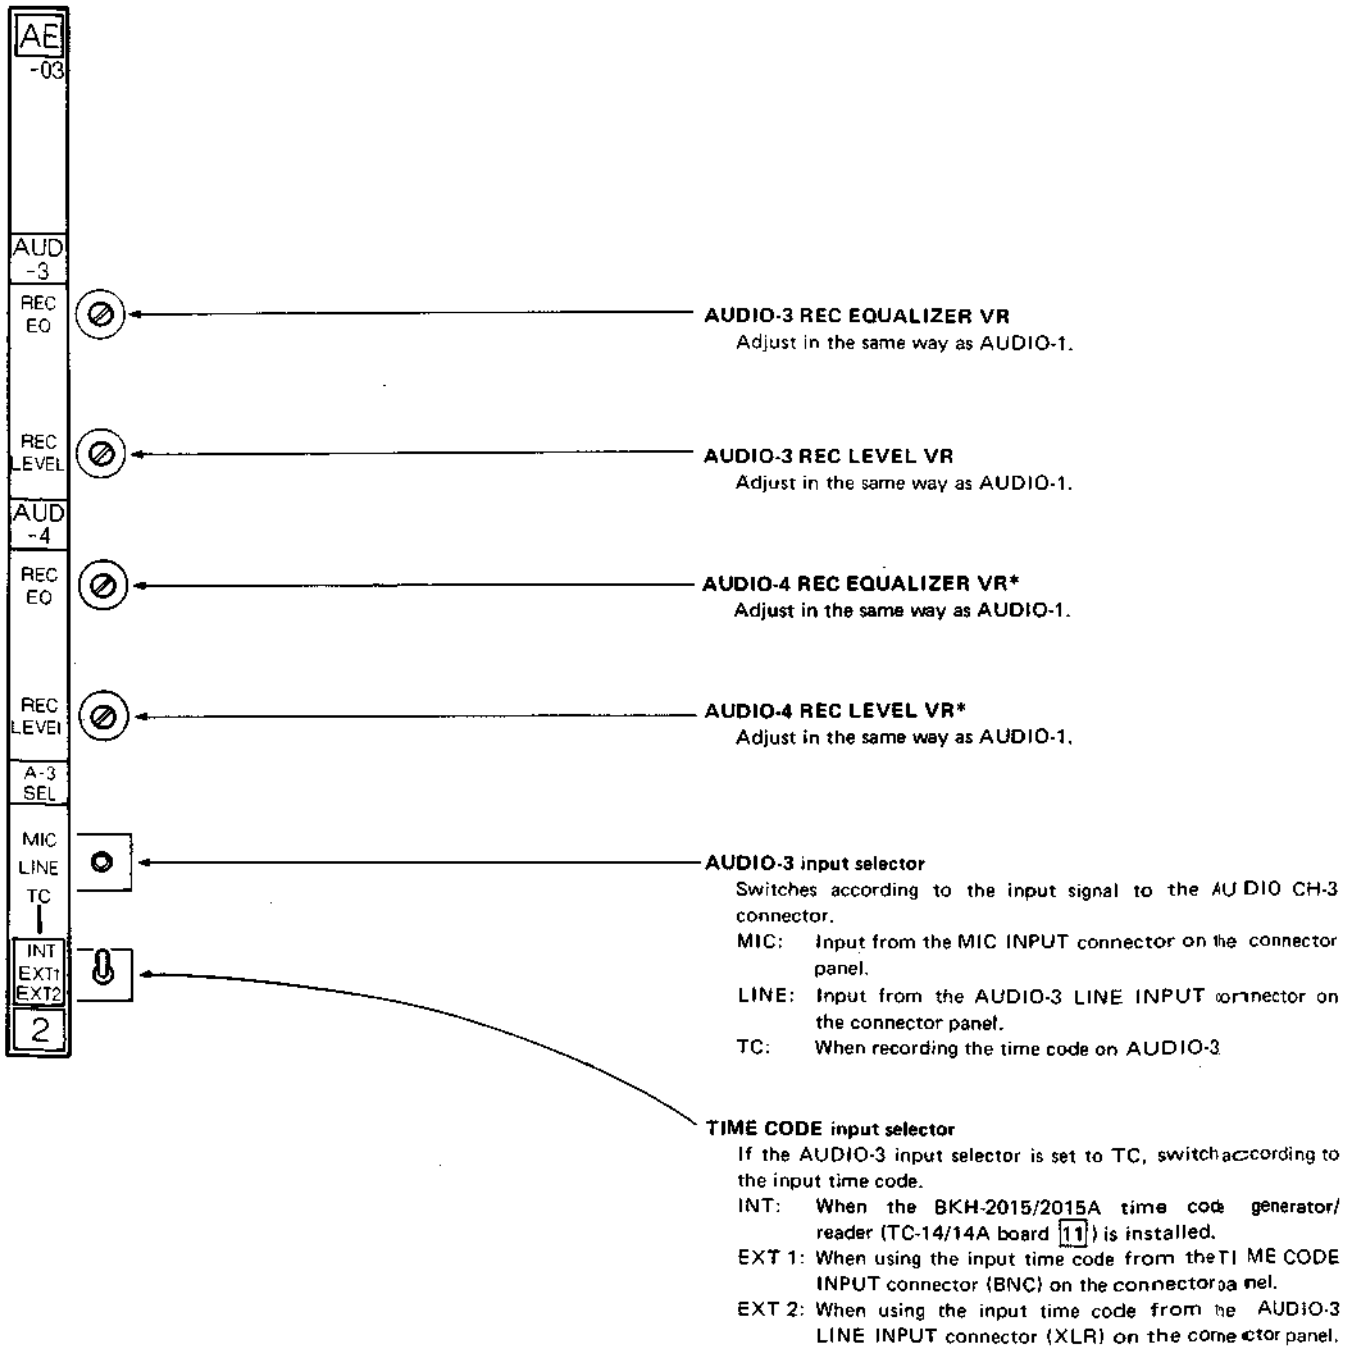 AE
-03
AUD
-3
REC
EQ
AUDIO-3 REC EQUALIZER VR
Adjust in the same way as AUDIO-1.
REC
LEVEL
AUDIO-3 REC LEVEL VR
Adjust in the same way as AUDIO-1.
AUD
-4
REC
EQ
AUDIO-4 REC EQUALIZER VR*
Adjust in the same way as AUDIO-1.
REC
LEVEL
AUDIO-4 REC LEVEL VR*
Adjust in the same way as AUDIO-1.
A-3
SEL
MIC
LINE
TC
INT
EXT1
EXT2
2
AUDIO-3 input selector
Switches according to the input signal to the AUDIO CH-3
connector.
MIC: Input from the MIC INPUT connector on the connector
panel.
LINE: Input from the AUDIO-3 LINE INPUT connector on
the connector panel.
TC: When recording the time code on AUDIO-3
TIME CODE input selector
If the AUDIO-3 input selector is set to TC, switch according to
the input time code.
INT: When the BKH-2015/2015A time code generator/
reader (TC-14/14A board 11) is installed.
EXT 1: When using the input time code from the TIME CODE
INPUT connector (BNC) on the connector panel.
EXT 2: When using the input time code from the AUDIO-3
LINE INPUT connector (XLR) on the connector panel.